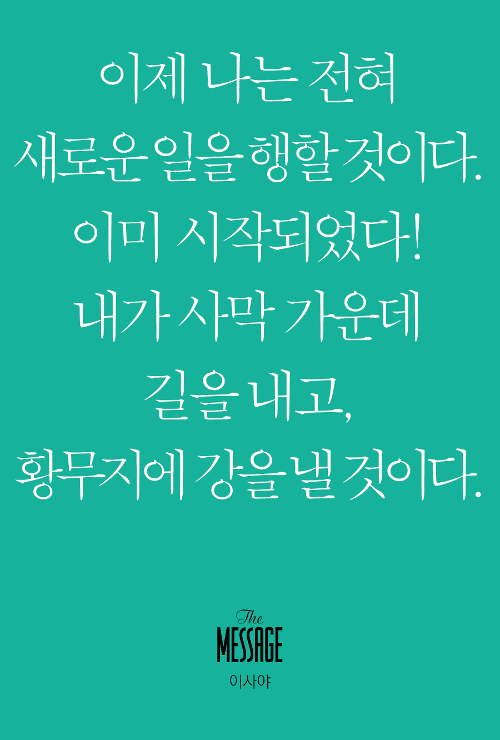 이제 나는 전혀
새로운 일을 행할 것이다.
이미 시작되었다!
내가 사막 가운데
길을 내고,
황무지에 강을 낼 것이다.
The
MESSAGE
이사야